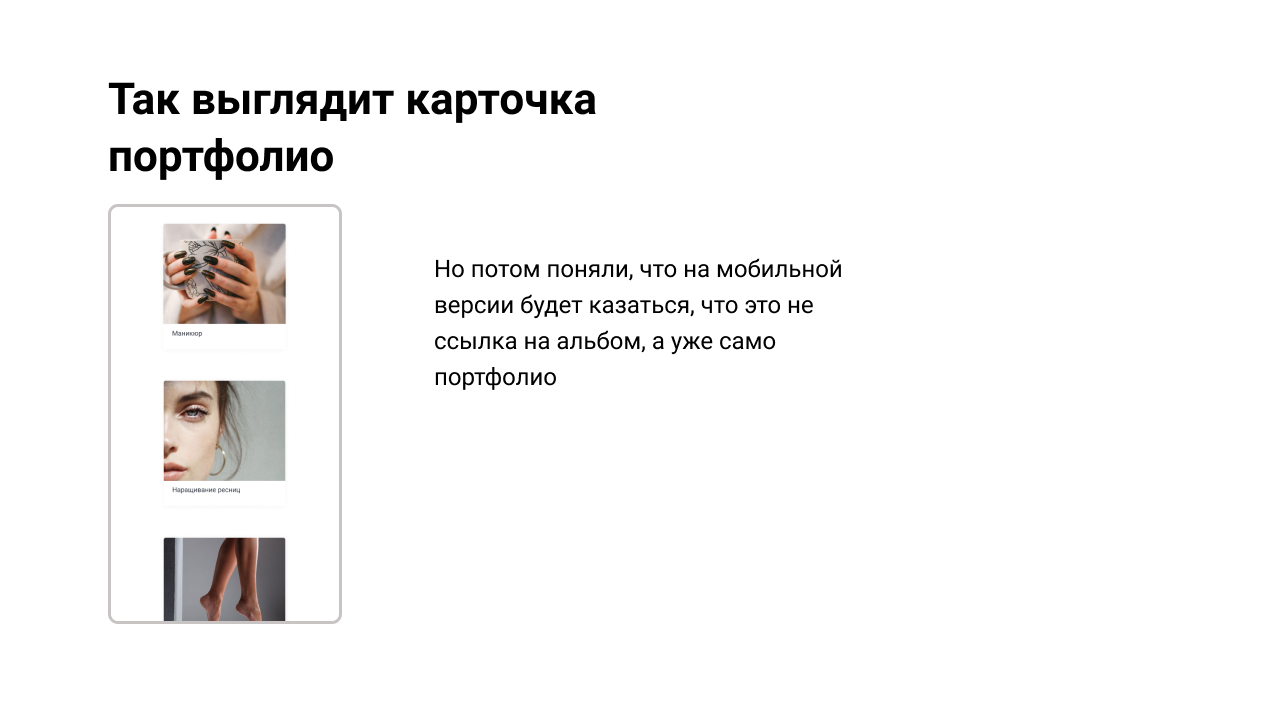 Так выглядит карточка
портфолио
Маникюр
Наращивание ресниц
Но потом поняли, что на мобильной
версии будет казаться, что это не
ссылка на альбом, а уже само
портфолио